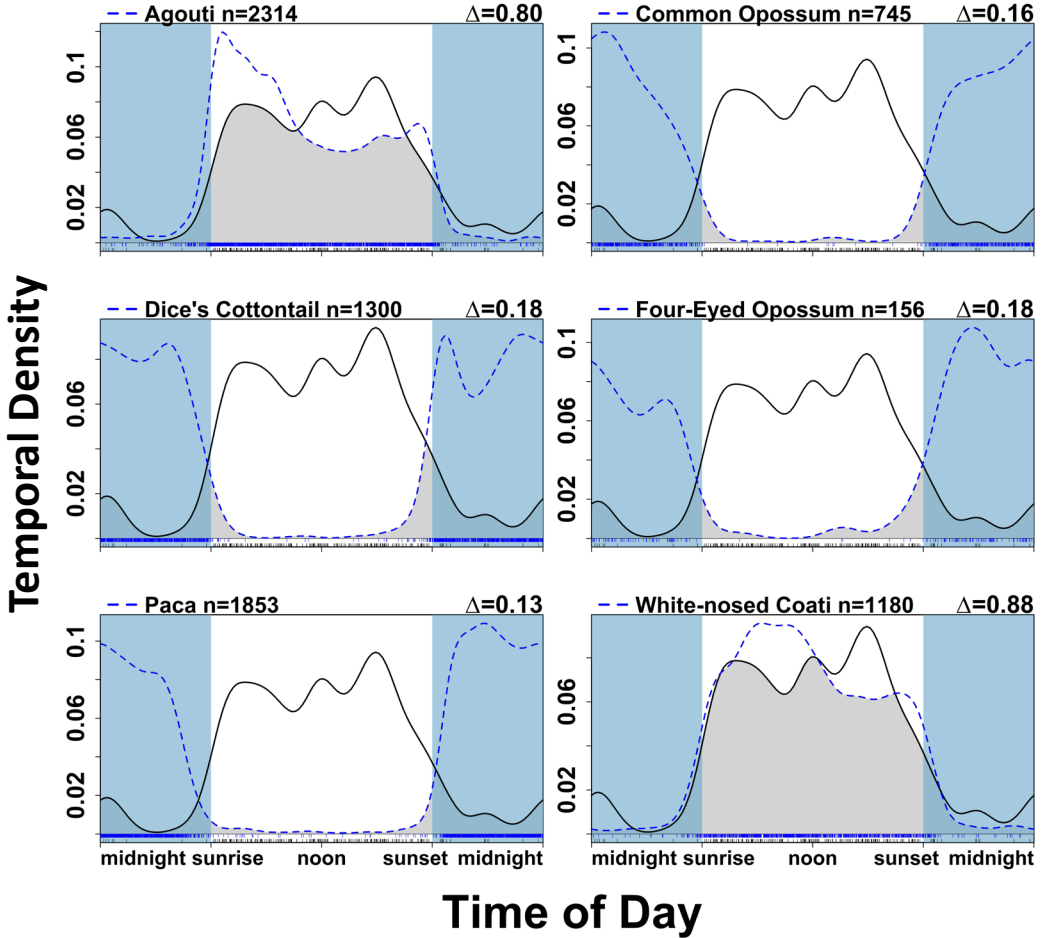 Agouti n=2314 Δ=0.80
Common Opossum n=745 Δ=0.16
0.1
0.06
0.02
0.1
0.06
0.02
Dice's Cottontail n=1300 Δ=0.18
Four-Eyed Opossum n=156 Δ=0.18
0.06
0.02
0.1
0.06
0.02
Temporal Density
Paca n=1853 Δ=0.13
White-nosed Coati n=1180 Δ=0.88
0.1
0.06
0.02
0.06
0.02
midnight sunrise noon sunset midnight
midnight sunrise noon sunset midnight
Time of Day